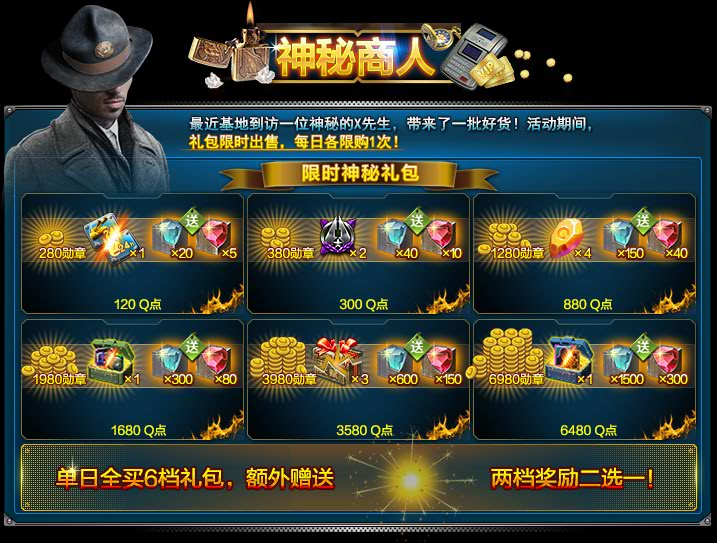 神秘商人
VIP
最近基地到访一位神秘的X先生，带来了一批好货！活动期间，
礼包限时出售，每日各限购1次！
限时神秘礼包
280勋章 ×1 送 ×20 ×5
120 Q点
380勋章 ×2 送 ×40 ×10
300 Q点
1280勋章 ×4 送 ×150 ×40
880 Q点
1980勋章 ×1 送 ×300 ×80
1680 Q点
3980勋章 ×3 送 ×600 ×150
3580 Q点
6980勋章 ×1 送 ×1500 ×300
6480 Q点
单日全买6档礼包，额外赠送 两档奖励二选一！